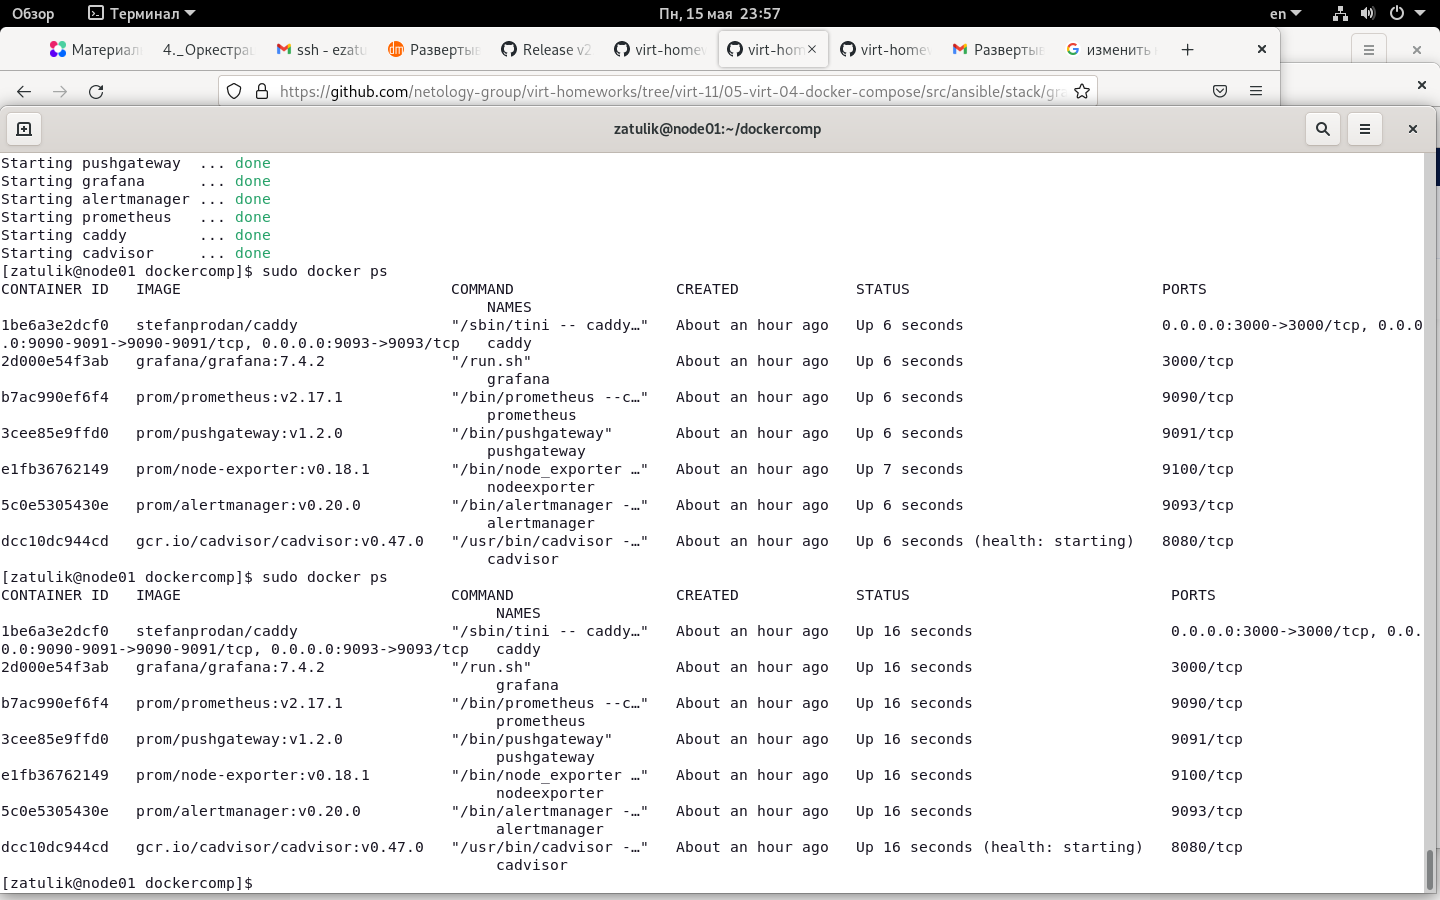 Обзор
Терминал
Пн, 15 мая 23:57
en
Материал
4._Оркестра
ssh - ezatu
Развертые
Release v2
virt-home
virt-hom
virt-home
Развертые
изменить
https://github.com/netology-group/virt-homeworks/tree/virt-11/05-virt-04-docker-compose/src/ansible/stack/gra
zatulik@node01:~/dockercomp
Starting pushgateway  ... done
Starting grafana      ... done
Starting alertmanager ... done
Starting prometheus   ... done
Starting caddy        ... done
Starting cadvisor     ... done
[zatulik@node01 dockercomp]$ sudo docker ps
CONTAINER ID   IMAGE                              COMMAND                  CREATED             STATUS                            PORTS
NAMES
1be6a3e2dcf0   stefanprodan/caddy                 "/sbin/tini -- caddy…"   About an hour ago   Up 6 seconds                      0.0.0.0:3000->3000/tcp, 0.0.0
.0:9090-9091->9090-9091/tcp, 0.0.0.0:9093->9093/tcp   caddy
2d000e54f3ab   grafana/grafana:7.4.2              "/run.sh"                About an hour ago   Up 6 seconds                      3000/tcp
grafana
b7ac990ef6f4   prom/prometheus:v2.17.1            "/bin/prometheus --c…"   About an hour ago   Up 6 seconds                      9090/tcp
prometheus
3cee85e9ffd0   prom/pushgateway:v1.2.0            "/bin/pushgateway"       About an hour ago   Up 6 seconds                      9091/tcp
pushgateway
e1fb36762149   prom/node-exporter:v0.18.1         "/bin/node_exporter …"   About an hour ago   Up 7 seconds                      9100/tcp
nodeexporter
5c0e5305430e   prom/alertmanager:v0.20.0          "/bin/alertmanager -…"   About an hour ago   Up 6 seconds                      9093/tcp
alertmanager
dcc10dc944cd   gcr.io/cadvisor/cadvisor:v0.47.0   "/usr/bin/cadvisor -…"   About an hour ago   Up 6 seconds (health: starting)   8080/tcp
cadvisor
[zatulik@node01 dockercomp]$ sudo docker ps
CONTAINER ID   IMAGE                              COMMAND                  CREATED             STATUS                             PORTS
NAMES
1be6a3e2dcf0   stefanprodan/caddy                 "/sbin/tini -- caddy…"   About an hour ago   Up 16 seconds                      0.0.0.0:3000->3000/tcp, 0.0.
0.0:9090-9091->9090-9091/tcp, 0.0.0.0:9093->9093/tcp   caddy
2d000e54f3ab   grafana/grafana:7.4.2              "/run.sh"                About an hour ago   Up 16 seconds                      3000/tcp
grafana
b7ac990ef6f4   prom/prometheus:v2.17.1            "/bin/prometheus --c…"   About an hour ago   Up 16 seconds                      9090/tcp
prometheus
3cee85e9ffd0   prom/pushgateway:v1.2.0            "/bin/pushgateway"       About an hour ago   Up 16 seconds                      9091/tcp
pushgateway
e1fb36762149   prom/node-exporter:v0.18.1         "/bin/node_exporter …"   About an hour ago   Up 16 seconds                      9100/tcp
nodeexporter
5c0e5305430e   prom/alertmanager:v0.20.0          "/bin/alertmanager -…"   About an hour ago   Up 16 seconds                      9093/tcp
alertmanager
dcc10dc944cd   gcr.io/cadvisor/cadvisor:v0.47.0   "/usr/bin/cadvisor -…"   About an hour ago   Up 16 seconds (health: starting)   8080/tcp
cadvisor
[zatulik@node01 dockercomp]$